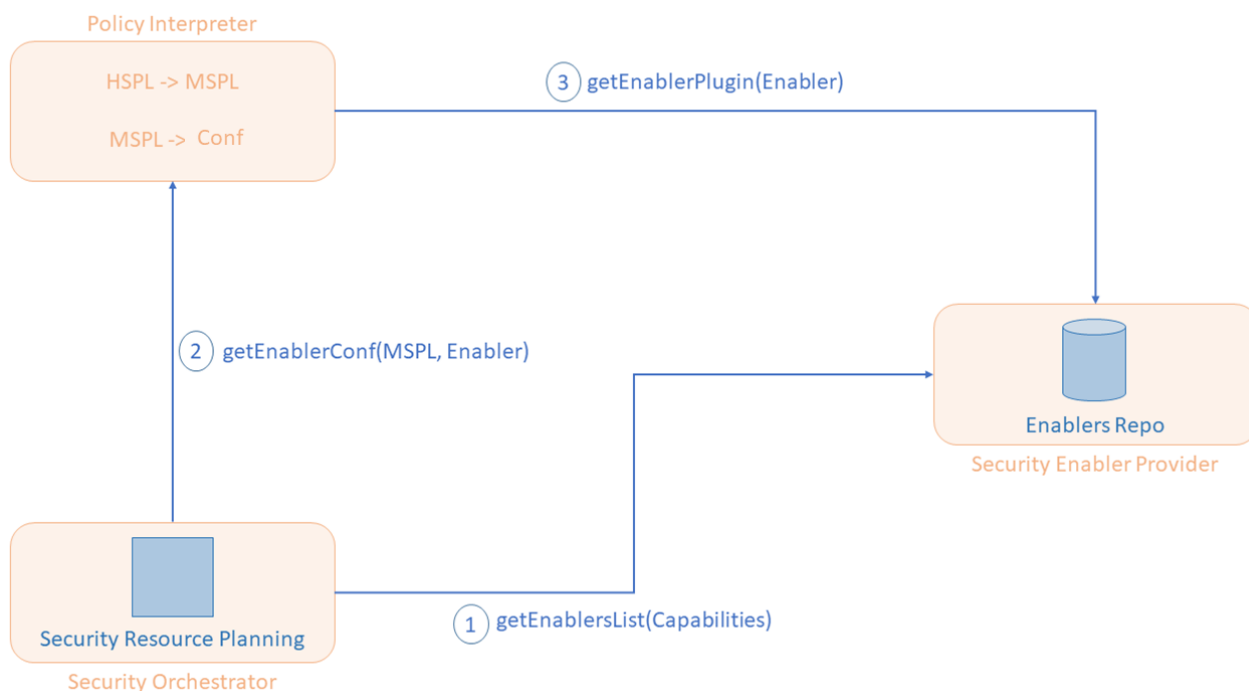 Policy Interpreter
HSPL -> MSPL
MSPL -> Conf
3 getEnablerPlugin(Enabler)
2 getEnablerConf(MSPL, Enabler)
Enablers Repo
Security Enabler Provider
1 getEnablersList(Capabilities)
Security Resource Planning
Security Orchestrator